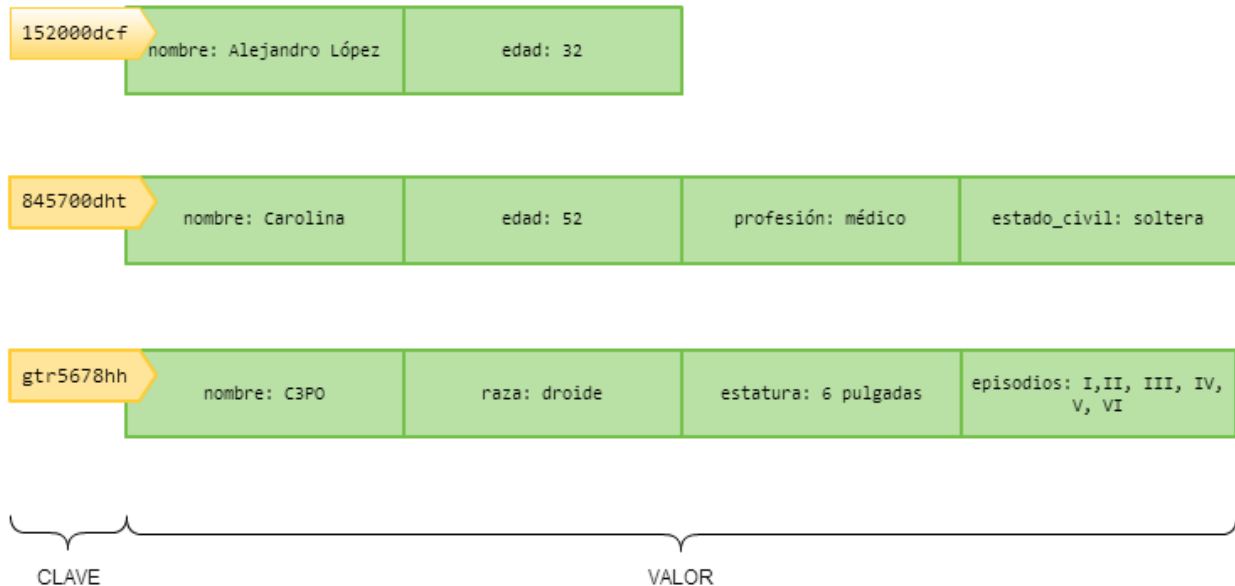 152000dcf
nombre: Alejandro López
edad: 32
845700dht
nombre: Carolina
edad: 52
profesión: médico
estado_civil: soltera
gtr5678hh
nombre: C3PO
raza: droide
estatura: 6 pulgadas
episodios: I,II, III, IV,
V, VI
CLAVE
VALOR